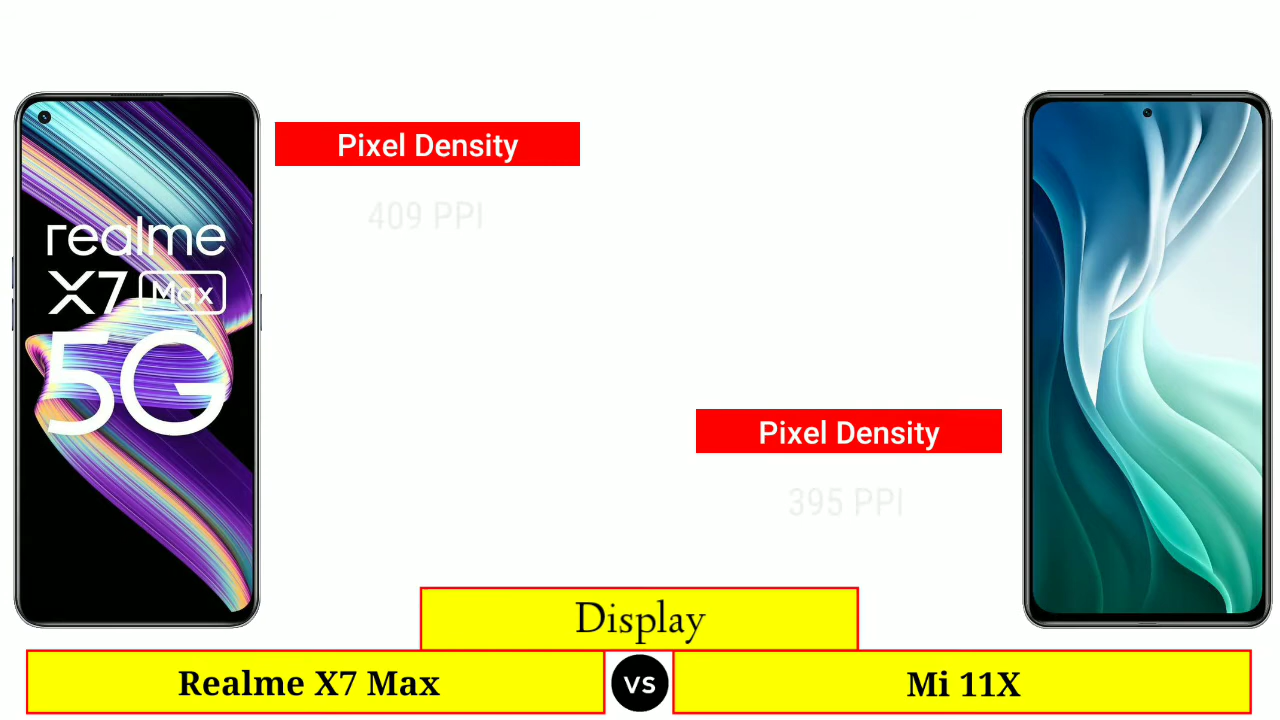 Pixel Density
409 PPI
realme
X7 Max
5G
Pixel Density
395 PPI
Display
Realme X7 Max
VS
Mi 11X